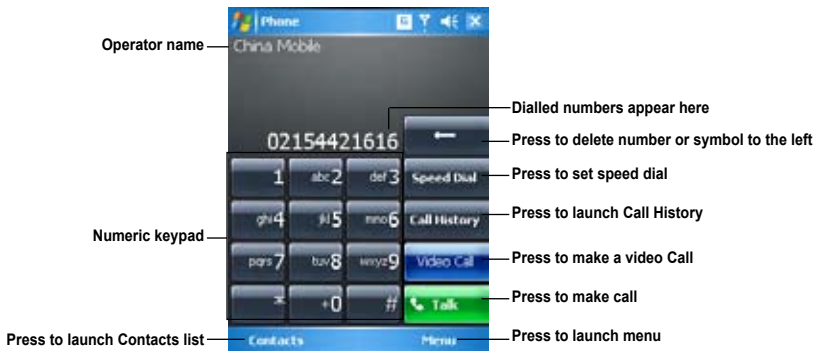 Phone
Operator name
China Mobile
Dialled numbers appear here
02154421616
Press to delete number or symbol to the left
1 abc2 def3 Speed Dial
Press to set speed dial
ghi4 jkl5 mno6 Call History
Press to launch Call History
Numeric keypad
pqrs7 tuv8 wxyz9 Video Call
Press to make a video Call
* +0 # Talk
Press to make call
Press to launch Contacts list
Contacts Menu
Press to launch menu